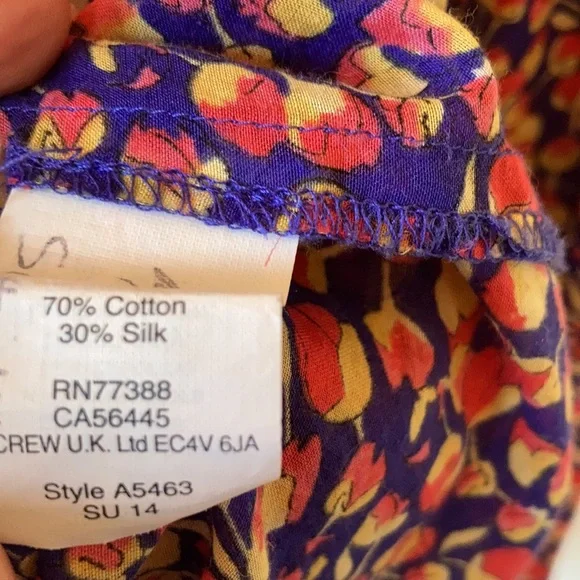 70% Cotton
30% Silk
RN77388
CA56445
CREW U.K. Ltd EC4V 6JA
Style A5463
SU 14